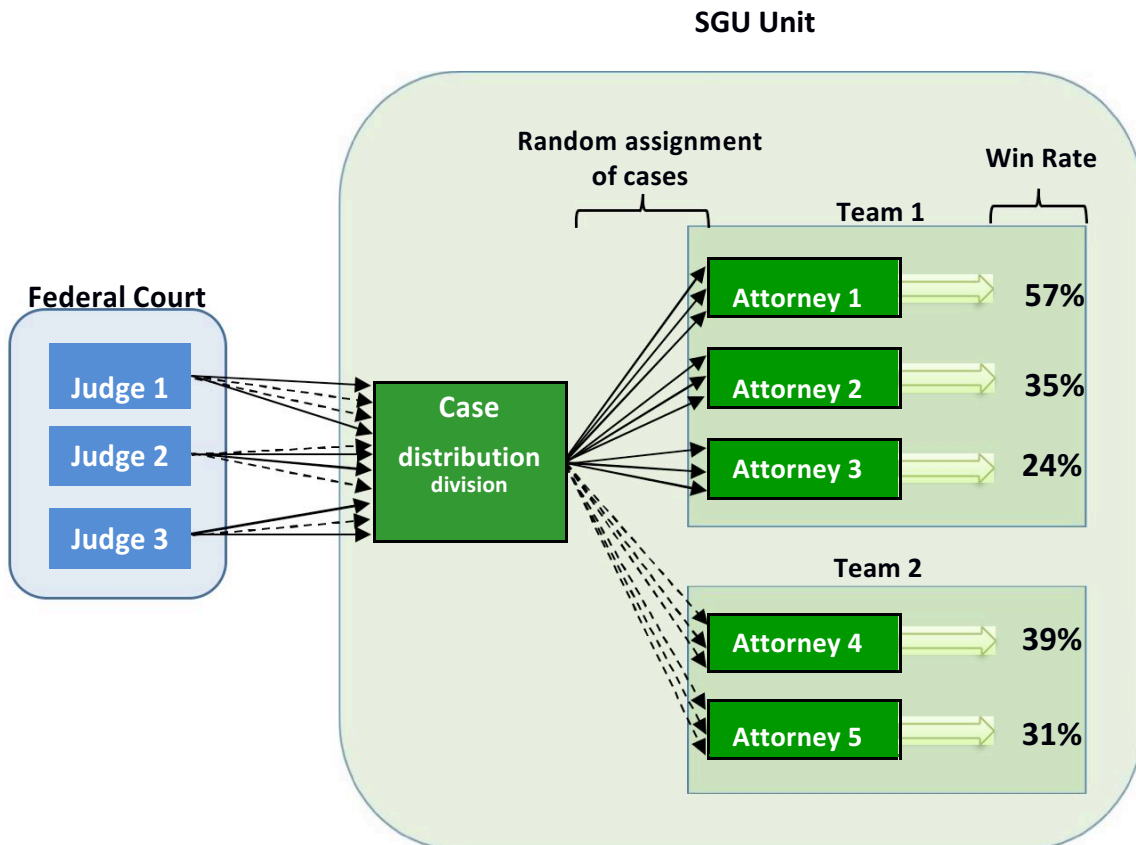 SGU Unit
Random assignment
of cases
Win Rate
Team 1
Attorney 1
57%
Attorney 2
35%
Attorney 3
24%
Federal Court
Judge 1
Judge 2
Judge 3
Case
distribution
division
Team 2
Attorney 4
39%
Attorney 5
31%